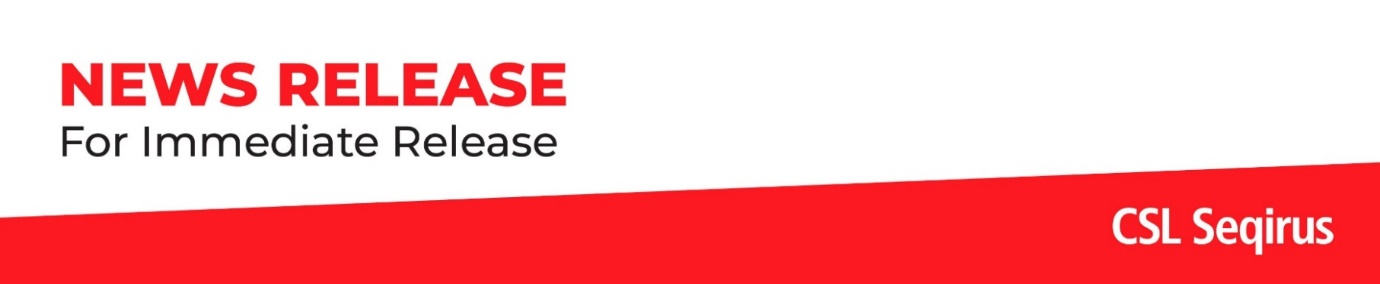 NEWS RELEASE
For Immediate Release
CSL Seqirus